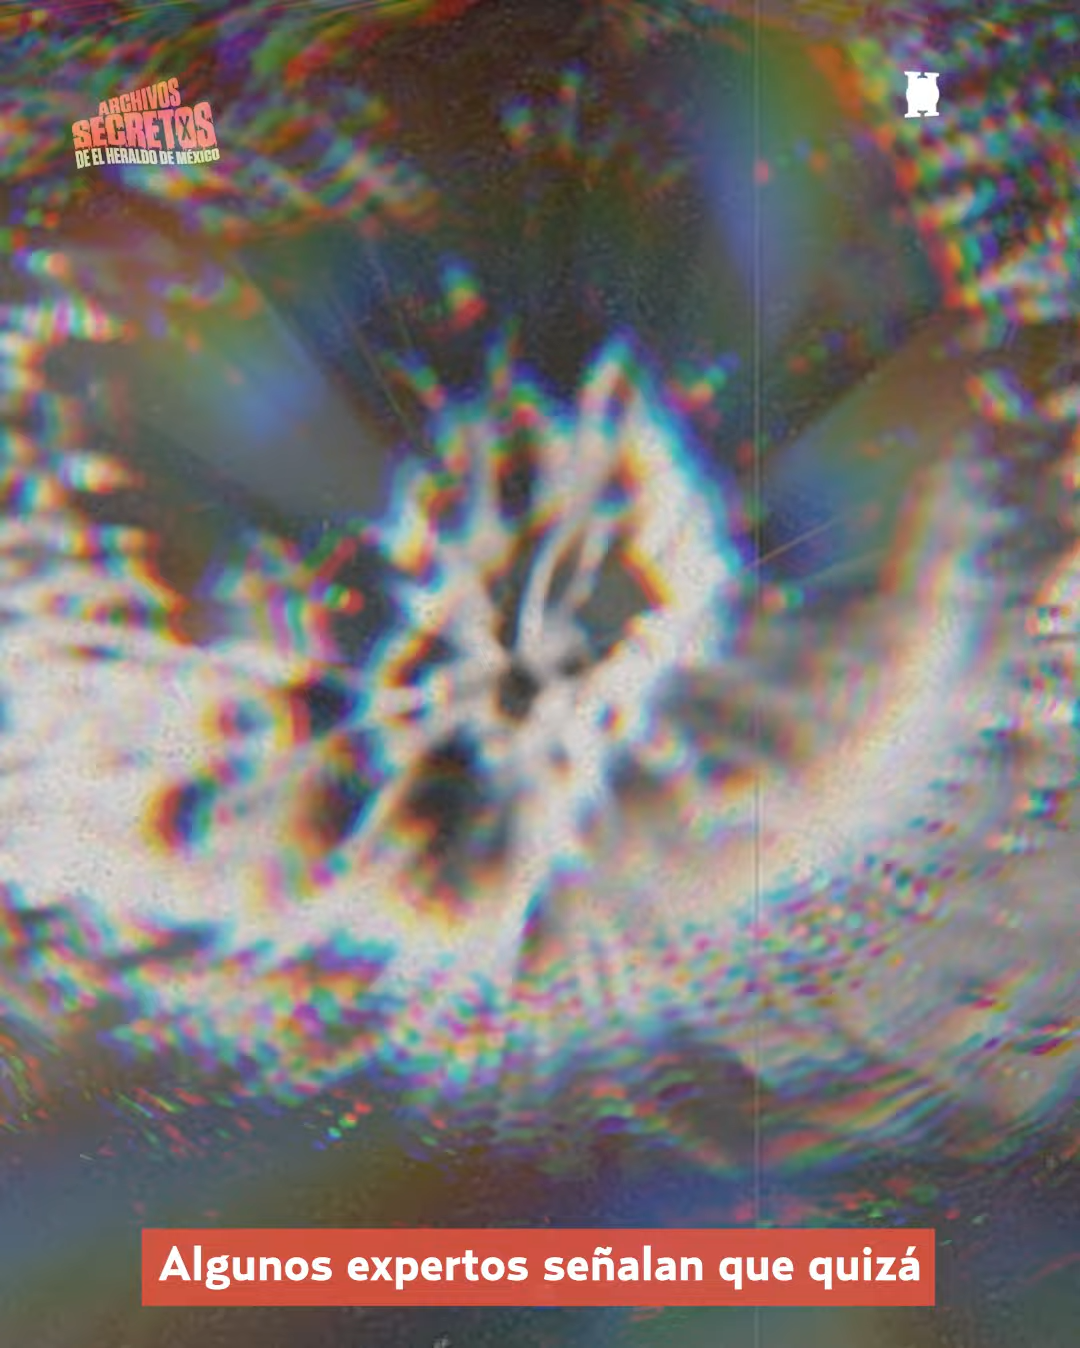 ARCHIVOS
SECRETOS
DE EL HERALDO DE MÉXICO
H
Algunos expertos señalan que quizá